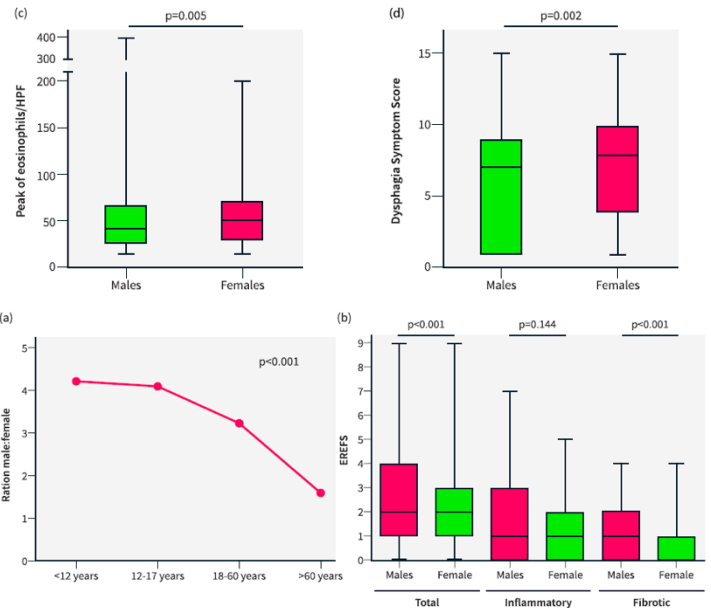 (c)
p=0.005
Peak of eosinophils/HPF
400
300
200
150
100
50
0
Males
Females
(d)
p=0.002
Dysphagia Symptom Score
15
10
5
0
Males
Females
(a)
p<0.001
Ration male:female
5
4
3
2
1
0
<12 years
12-17 years
18-60 years
>60 years
(b)
p<0.001
p=0.144
p<0.001
EREFS
9
8
7
6
5
4
3
2
1
0
Males
Female
Males
Female
Males
Female
Total
Inflammatory
Fibrotic